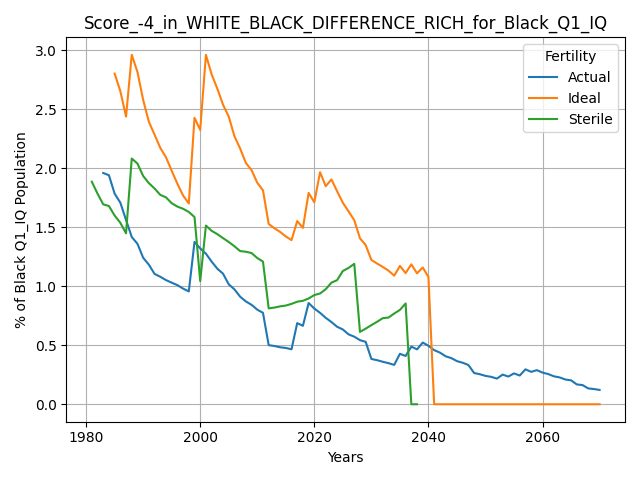 Score_-4_in_WHITE_BLACK_DIFFERENCE_RICH_for_Black_Q1_IQ
Fertility
Actual
Ideal
Sterile
% of Black Q1_IQ Population
3.0
2.5
2.0
1.5
1.0
0.5
0.0
1980 2000 2020 2040 2060
Years